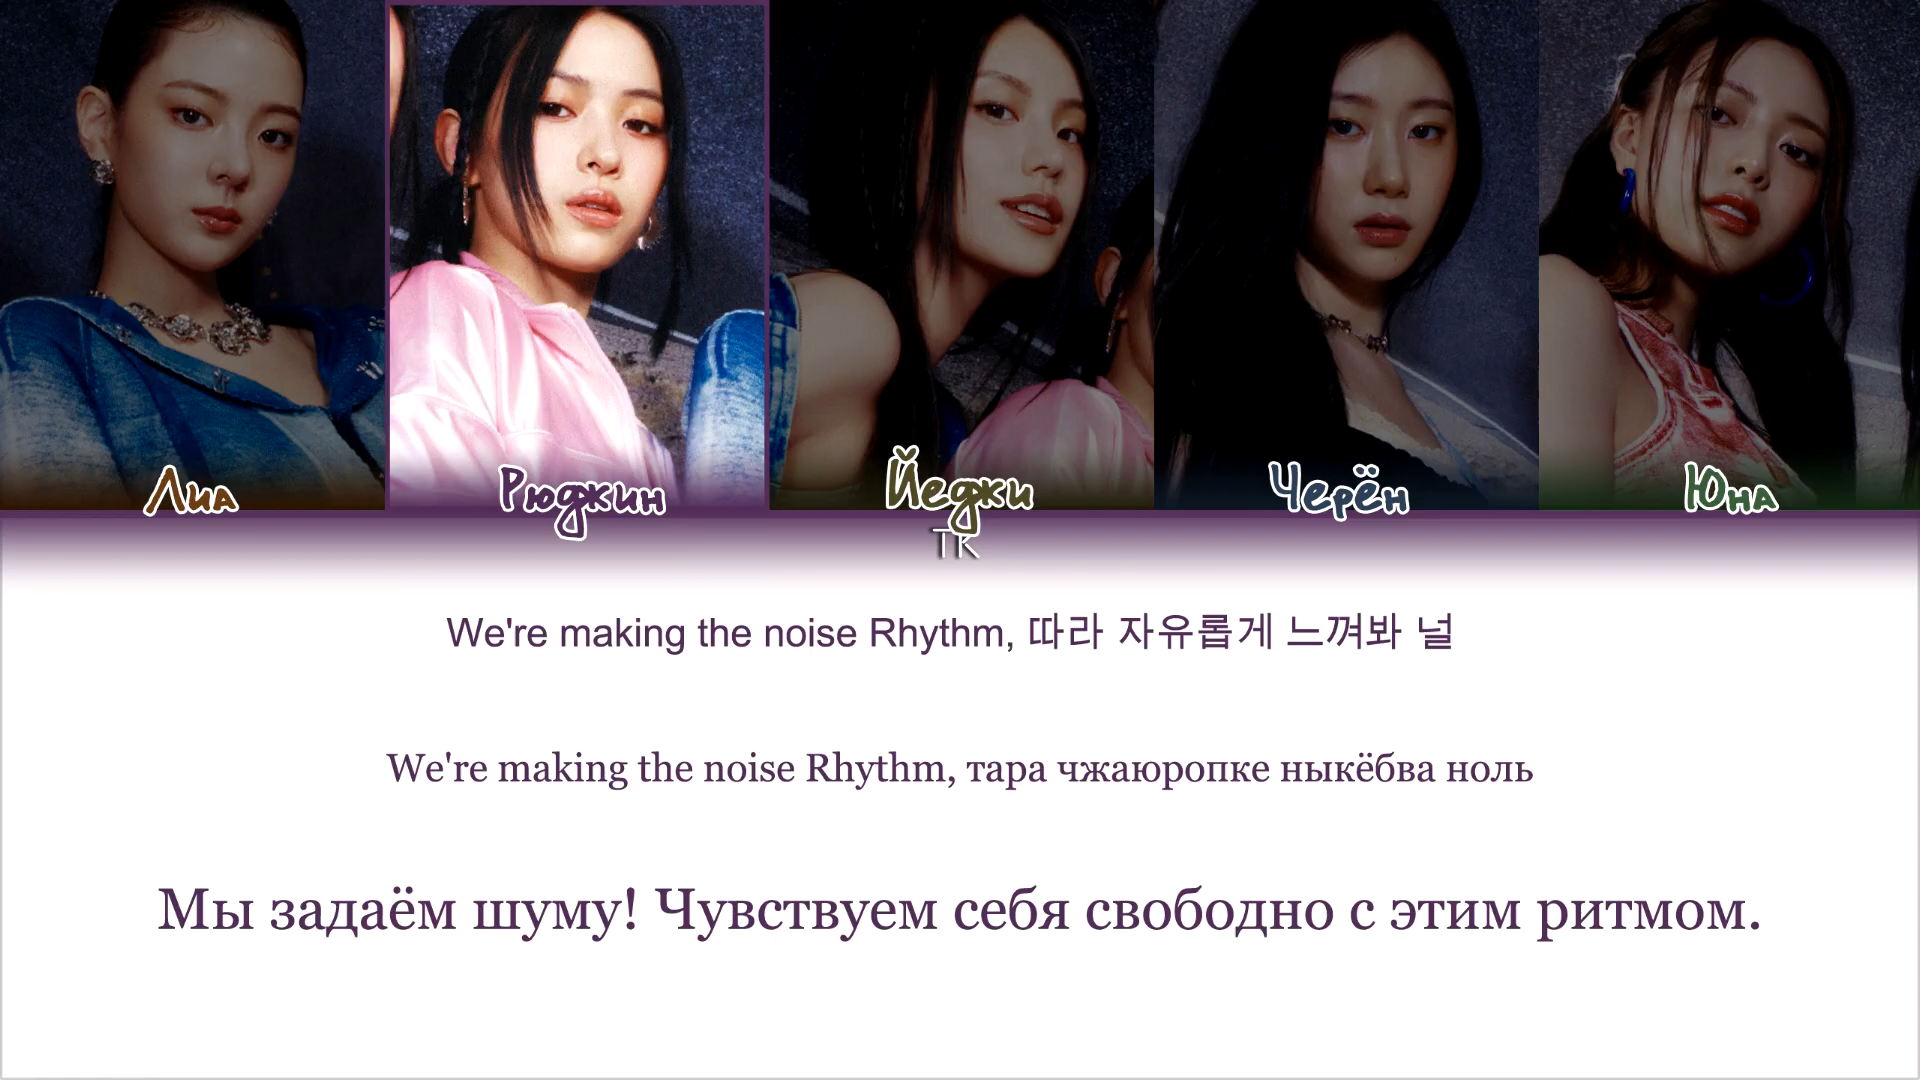 Лиа
Рюджин
Йеджи
Черён
Юна
TK
We're making the noise Rhythm, 따라 자유롭게 느껴봐 널
We're making the noise Rhythm, тара чжаюропке ныкёбва ноль
Мы задаём шуму! Чувствуем себя свободно с этим ритмом.